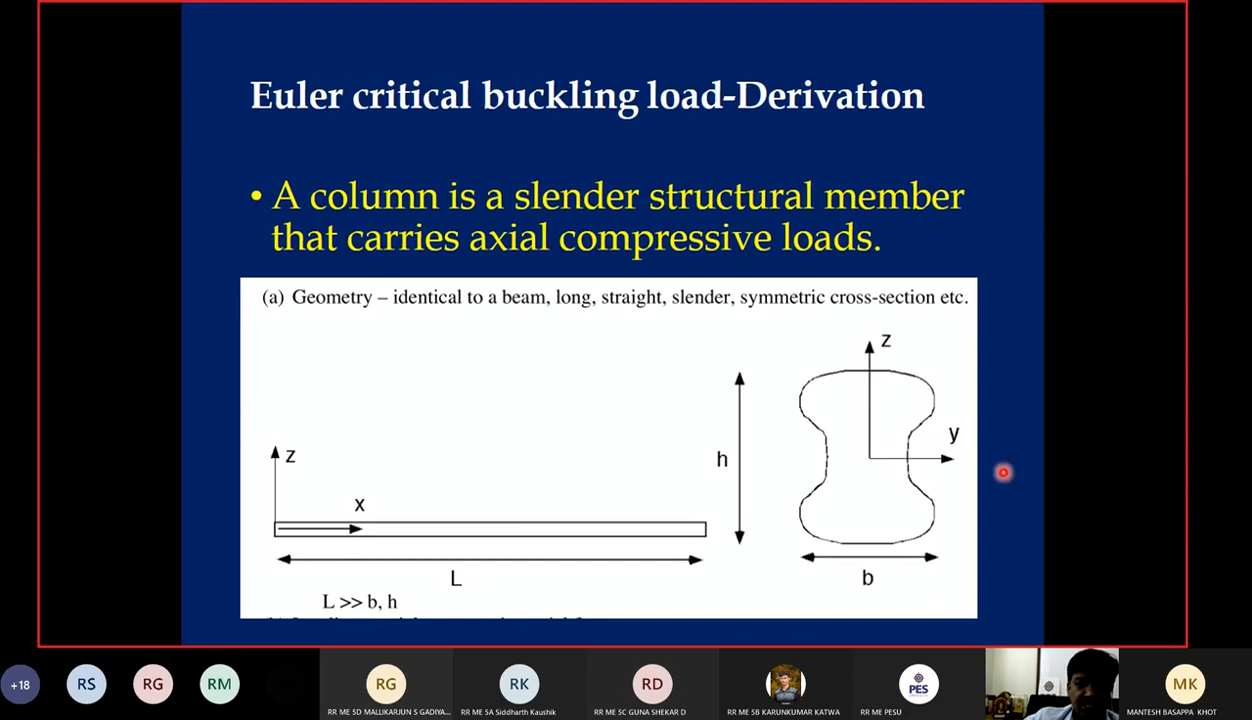 Euler critical buckling load-Derivation
• A column is a slender structural member
that carries axial compressive loads.
(a) Geometry – identical to a beam, long, straight, slender, symmetric cross-section etc.
z
x
L
L >> b, h
h
z
y
b
+18
RS
RG
RM
RG
RR ME 5D MALLIKARJUN S GADIYA...
RK
RR ME 5A Siddharth Kaushik
RD
RR ME 5C GUNA SHEKAR D
RR ME 5B KARUNKUMAR KATWA
PES
RR ME PESU
MK
MANTESH BASAPPA KHOT